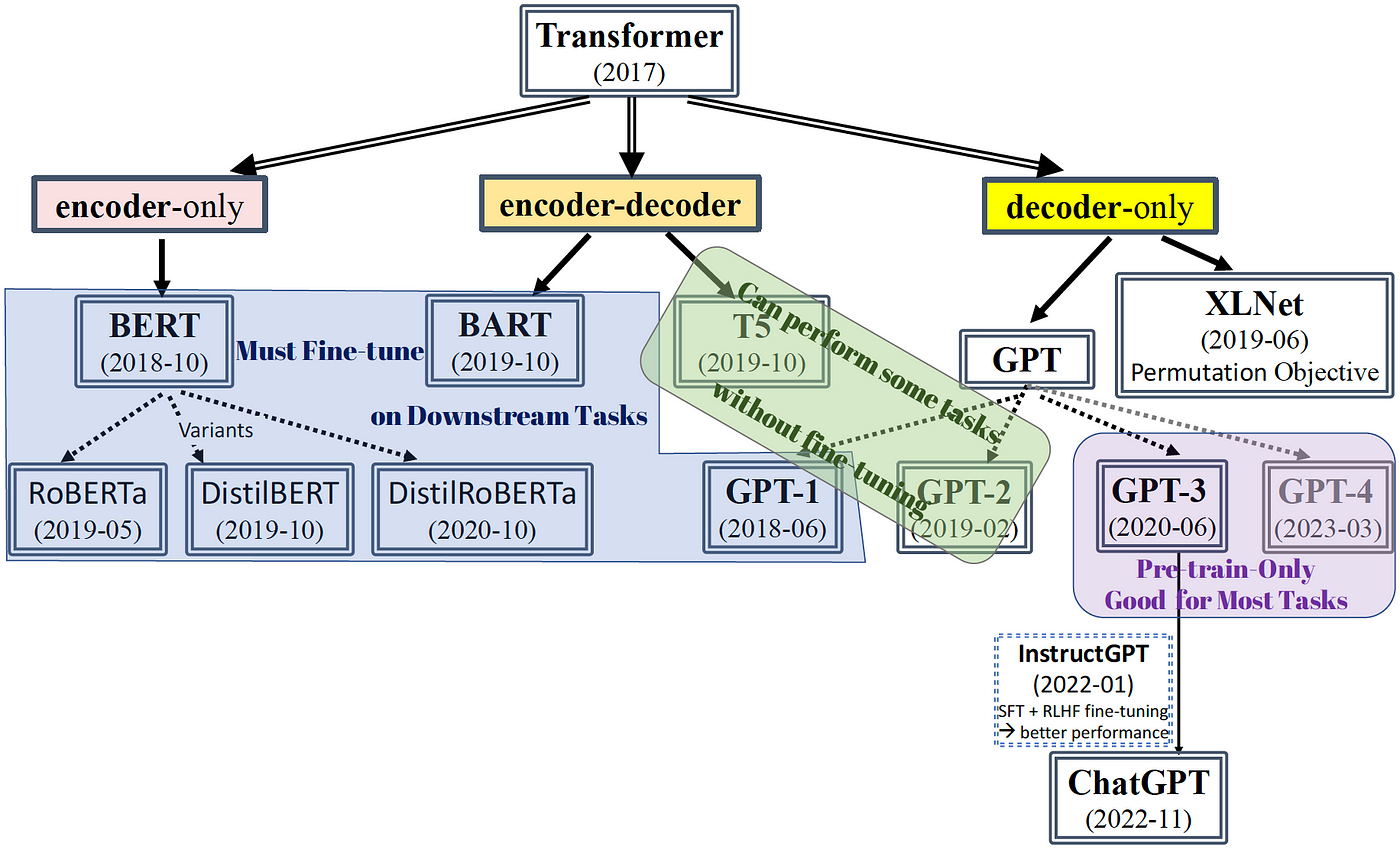 Transformer
(2017)
encoder-only
encoder-decoder
decoder-only
BERT
(2018-10)
Must Fine-tune
on Downstream Tasks
BART
(2019-10)
T5
(2019-10)
Can perform some tasks
without fine-tuning
GPT
XLNet
(2019-06)
Permutation Objective
Variants
RoBERTa
(2019-05)
DistilBERT
(2019-10)
DistilRoBERTa
(2020-10)
GPT-1
(2018-06)
GPT-2
(2019-02)
GPT-3
(2020-06)
GPT-4
(2023-03)
Pre-train-Only
Good for Most Tasks
InstructGPT
(2022-01)
SFT + RLHF fine-tuning
→ better performance
ChatGPT
(2022-11)